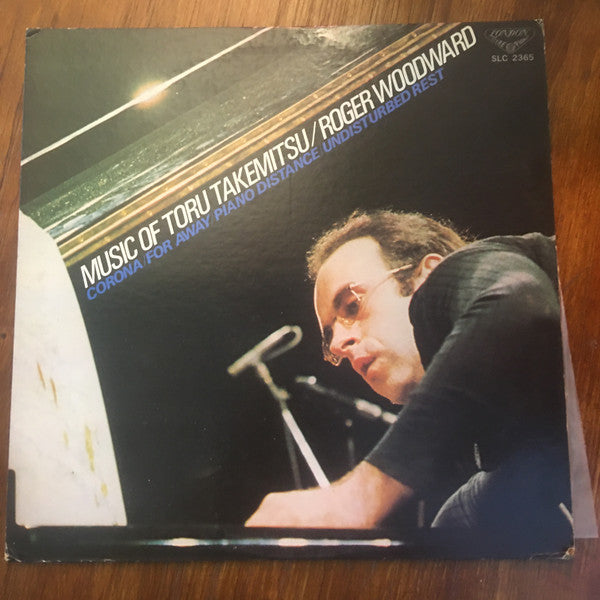 LONDON
SLC 2365
MUSIC OF TORU TAKEMITSU/ROGER WOODWARD
CORONA/FOR AWAY/PIANO DISTANCE/UNDISTURBED REST